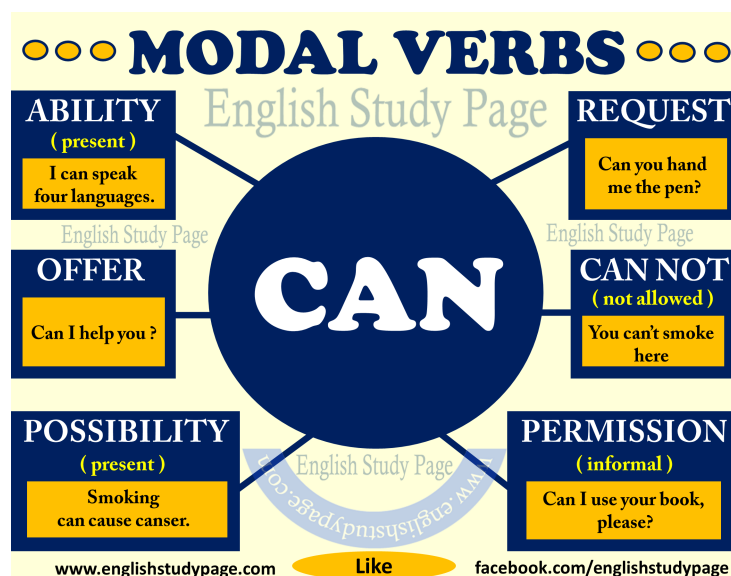 MODAL VERBS
English Study Page
ABILITY
( present )
I can speak
four languages.
REQUEST
Can you hand
me the pen?
English Study Page
English Study Page
OFFER
Can I help you ?
CAN
CAN NOT
( not allowed )
You can't smoke
here
POSSIBILITY
( present )
Smoking
can cause canser.
English Study Page
www.englishstudypage.com
PERMISSION
( informal )
Can I use your book,
please?
www.englishstudypage.com
Like
facebook.com/englishstudypage